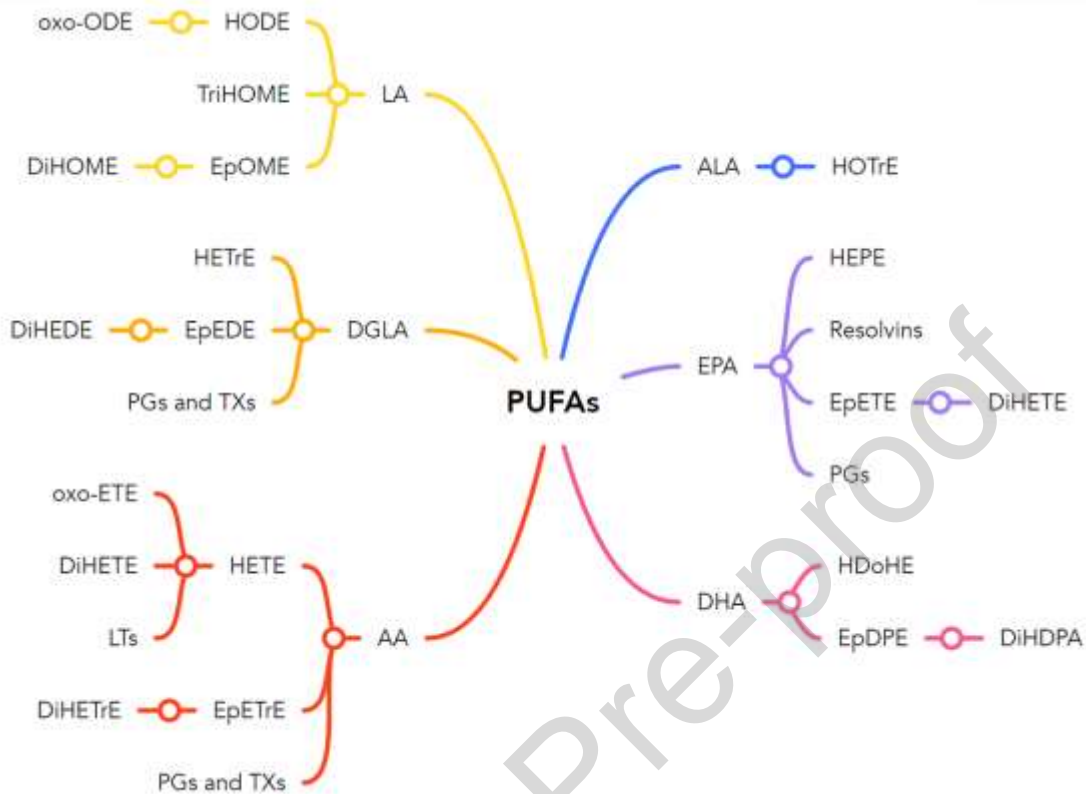 oxo-ODE HODE
TriHOME LA
DiHOME EpOME
HETrE
DiHEDE EpEDE DGLA
PGs and TXs
oxo-ETE
DiHETE HETE
LTs
AA
DiHETrE EpETrE
PGs and TXs
PUFAs
ALA HOTrE
HEPE
Resolvins
EPA
EpETE DiHETE
PGs
HDoHE
DHA
EpDPE DiHDPA
Pre-proof